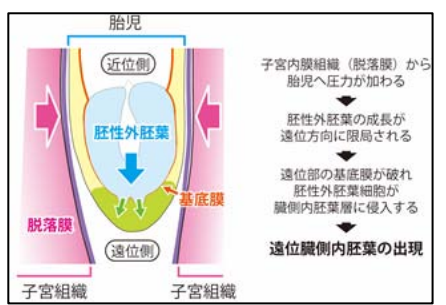 胎児
近位側
胚性外胚葉
基底膜
脱落膜
遠位側
子宮組織
子宮組織
子宮内膜組織（脱落膜）から
胎児へ圧力が加わる
胚性外胚葉の成長が
遠位方向に限局される
遠位部の基底膜が破れ
胚性外胚葉細胞が
臓側内胚葉層に侵入する
遠位臓側内胚葉の出現